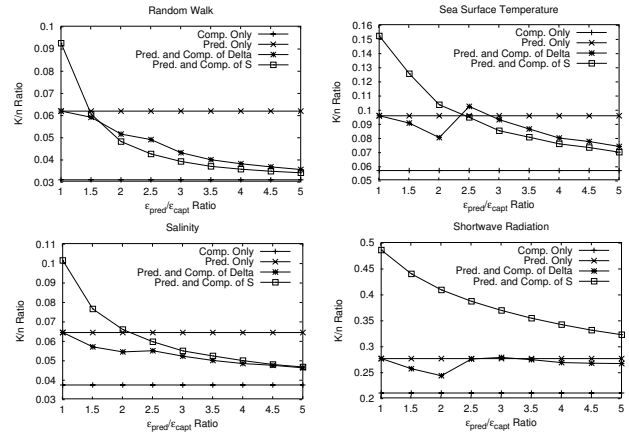 Random Walk
K/n Ratio
0.1
0.09
0.08
0.07
0.06
0.05
0.04
0.03
Comp. Only
Pred. Only
Pred. and Comp. of Delta
Pred. and Comp. of S
1 1.5 2 2.5 3 3.5 4 4.5 5
εpred/εcapt Ratio
Sea Surface Temperature
K/n Ratio
0.16
0.15
0.14
0.13
0.12
0.11
0.1
0.09
0.08
0.07
0.06
0.05
Comp. Only
Pred. Only
Pred. and Comp. of Delta
Pred. and Comp. of S
1 1.5 2 2.5 3 3.5 4 4.5 5
εpred/εcapt Ratio
Salinity
K/n Ratio
0.11
0.1
0.09
0.08
0.07
0.06
0.05
0.04
0.03
Comp. Only
Pred. Only
Pred. and Comp. of Delta
Pred. and Comp. of S
1 1.5 2 2.5 3 3.5 4 4.5 5
εpred/εcapt Ratio
Shortwave Radiation
K/n Ratio
0.5
0.45
0.4
0.35
0.3
0.25
0.2
Comp. Only
Pred. Only
Pred. and Comp. of Delta
Pred. and Comp. of S
1 1.5 2 2.5 3 3.5 4 4.5 5
εpred/εcapt Ratio